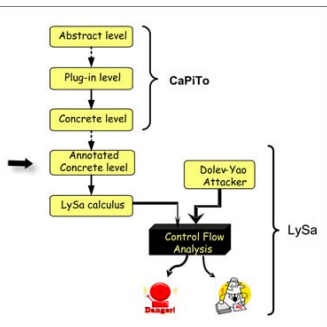 Abstract level
Plug-in level
CaPiTo
Concrete level
Annotated
Concrete level
Dolev-Yao
Attacker
LySa calculus
LySa
Control Flow
Analysis
Danger!